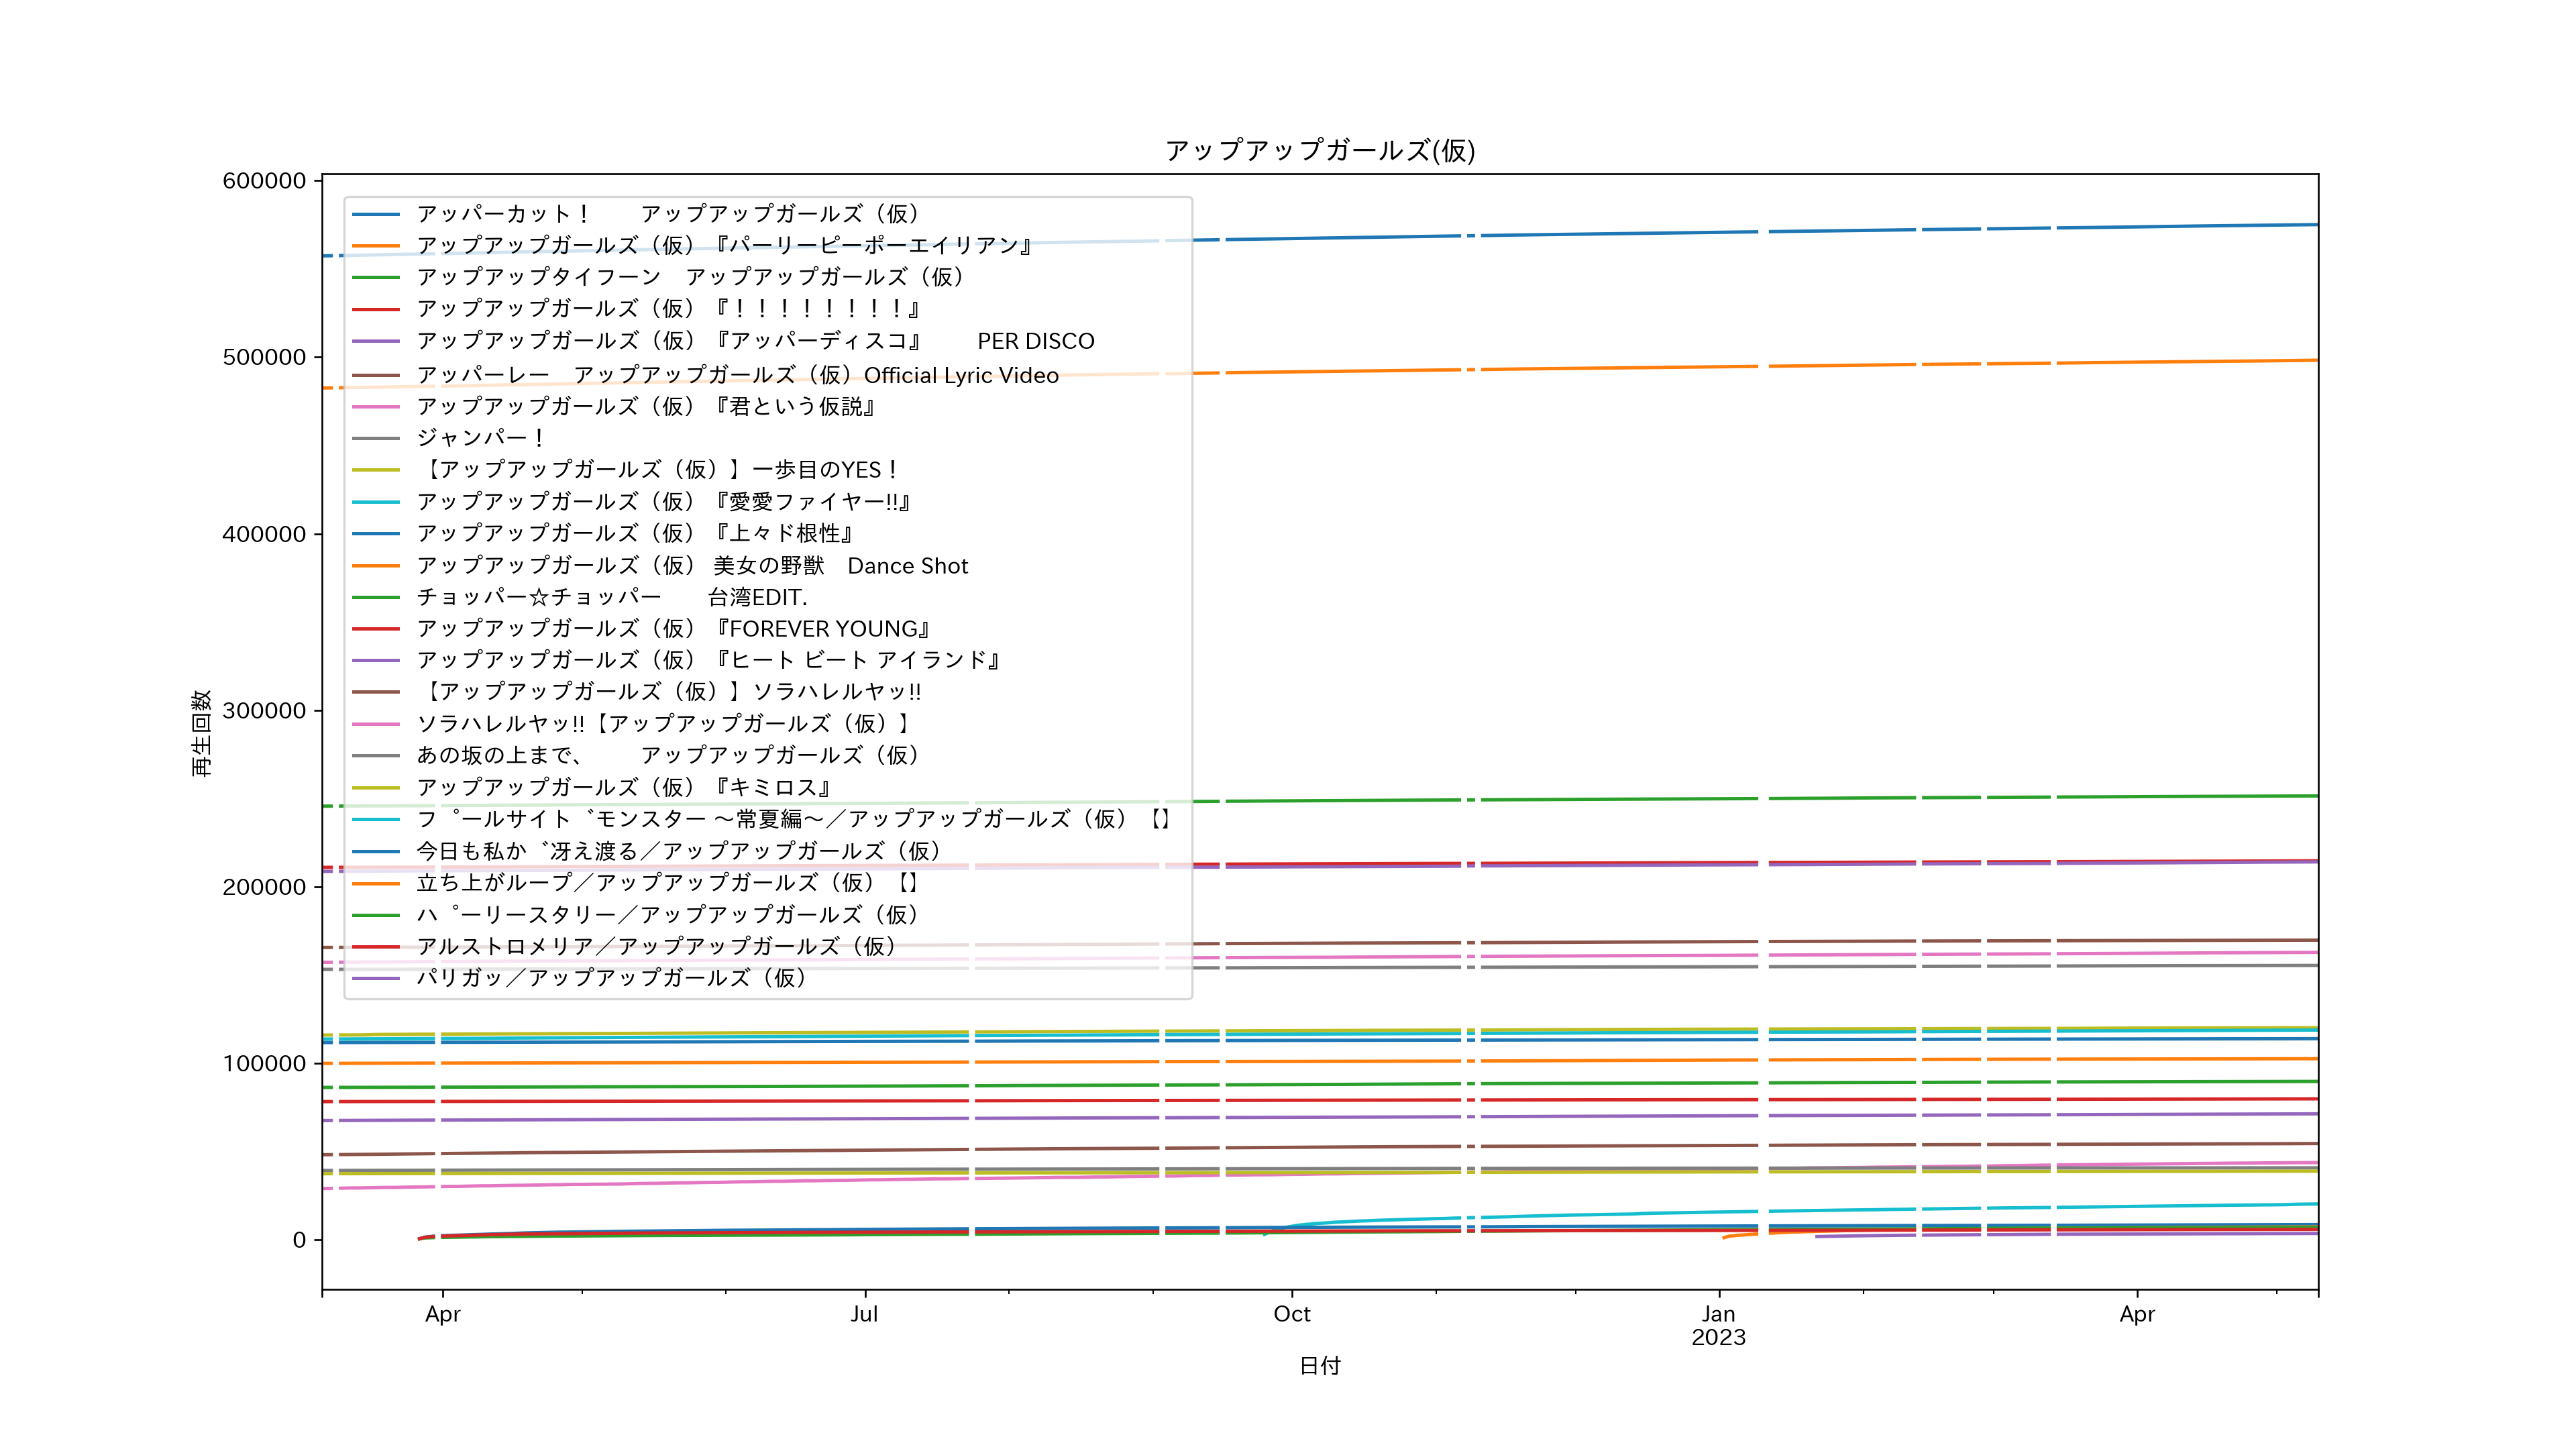 アップアップガールズ(仮)
600000
500000
400000
300000
200000
100000
0
再生回数
アッパーカット！　　アップアップガールズ（仮）
アップアップガールズ（仮）『パーリーピーポーエイリアン』
アップアップタイフーン　アップアップガールズ（仮）
アップアップガールズ（仮）『！！！！！！！！』
アップアップガールズ（仮）『アッパーディスコ』　　PER DISCO
アッパーレー　アップアップガールズ（仮）Official Lyric Video
アップアップガールズ（仮）『君という仮説』
ジャンパー！
【アップアップガールズ（仮）】一歩目のYES！
アップアップガールズ（仮）『愛愛ファイヤー!!』
アップアップガールズ（仮）『上々ド根性』
アップアップガールズ（仮） 美女の野獣　Dance Shot
チョッパー☆チョッパー　　台湾EDIT.
アップアップガールズ（仮）『FOREVER YOUNG』
アップアップガールズ（仮）『ヒート ビート アイランド』
【アップアップガールズ（仮）】ソラハレルヤッ!!
ソラハレルヤッ!!【アップアップガールズ（仮）】
あの坂の上まで、　　アップアップガールズ（仮）
アップアップガールズ（仮）『キミロス』
フ゜ールサイト゛モンスター ～常夏編～／アップアップガールズ（仮）【】
今日も私か゛冴え渡る／アップアップガールズ（仮）
立ち上がループ／アップアップガールズ（仮）【】
ハ゜ーリースタリー／アップアップガールズ（仮）
アルストロメリア／アップアップガールズ（仮）
パリガッ／アップアップガールズ（仮）
Apr
Jul
Oct
Jan
2023
Apr
日付